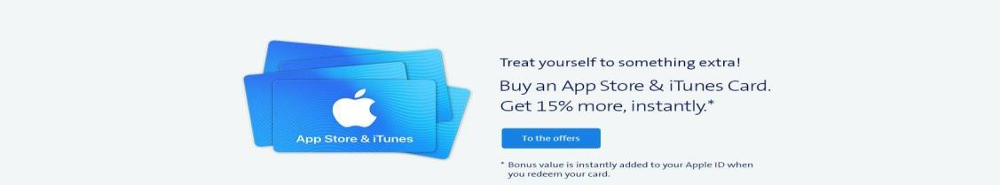 Treat yourself to something extra!
Buy an App Store & iTunes Card.
Get 15% more, instantly.*
App Store & iTunes
To the offers
* Bonus value is instantly added to your Apple ID when
you redeem your card.